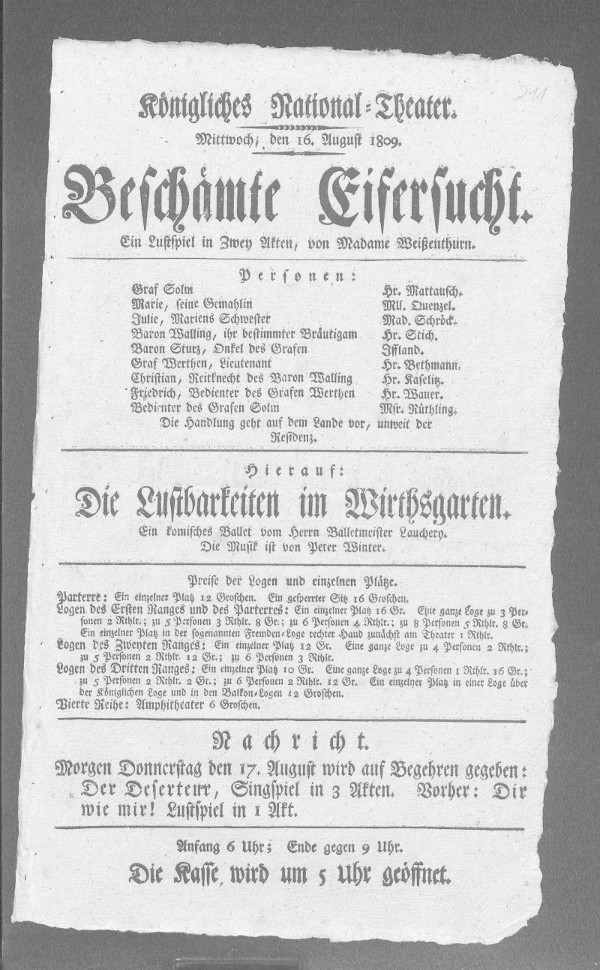 211
Königliches National-Theater.
Mittwoch, den 16. August 1809.
Beschämte Eifersucht.
Ein Lustspiel in Zwey Akten, von Madame Weißenthurn.
Personen:
Graf Solm Hr. Mattausch.
Marie, seine Gemahlin Mll. Quenzel.
Julie, Mariens Schwester Mad. Schröck.
Baron Walling, ihr bestimmter Bräutigam Hr. Stich.
Baron Sturz, Onkel des Grafen Iffland.
Graf Werthen, Lieutenant Hr. Bethmann.
Christian, Reitknecht des Baron Walling Hr. Kaselitz.
Friedrich, Bedienter des Grafen Werthen Hr. Wauer.
Bedienter des Grafen Solm Msr. Rüthling.
Die Handlung geht auf dem Lande vor, unweit der
Residenz.
Hierauf:
Die Lustbarkeiten im Wirthsgarten.
Ein komisches Ballet vom Herrn Balletmeister Lauchery.
Die Musik ist von Peter Winter.
Preise der Logen und einzelnen Plätze.
Parterre: Ein einzelner Platz 12 Groschen. Ein gesperrter Sitz 16 Groschen.
Logen des Ersten Ranges und des Parterres: Ein einzelner Platz 16 Gr. Eine ganze Loge zu 3 Per-
sonen 2 Rthlr.; zu 5 Personen 3 Rthlr. 8 Gr.; zu 6 Personen 4 Rthlr.; zu 8 Personen 5 Rthlr. 8 Gr.
Ein einzelner Platz in der sogenannten Fremden-Loge rechter Hand zunächst am Theater 1 Rthlr.
Logen des Zweyten Ranges: Ein einzelner Platz 12 Gr. Eine ganze Loge zu 4 Personen 2 Rthlr.;
zu 5 Personen 2 Rthlr. 12 Gr.; zu 6 Personen 3 Rthlr.
Logen des Dritten Ranges: Ein einzelner Platz 10 Gr. Eine ganze Loge zu 4 Personen 1 Rthlr. 16 Gr.;
zu 5 Personen 2 Rthlr. 2 Gr.; zu 6 Personen 2 Rthlr. 12 Gr. Ein einzelner Platz in einer Loge über
der Königlichen Loge und in den Balkon-Logen 12 Groschen.
Vierte Reihe: Amphitheater 6 Groschen.
Nachricht.
Morgen Donnerstag den 17. August wird auf Begehren gegeben:
Der Deserteur, Singspiel in 3 Akten. Vorher: Dir
wie mir! Lustspiel in 1 Akt.
Anfang 6 Uhr; Ende gegen 9 Uhr.
Die Kasse wird um 5 Uhr geöffnet.